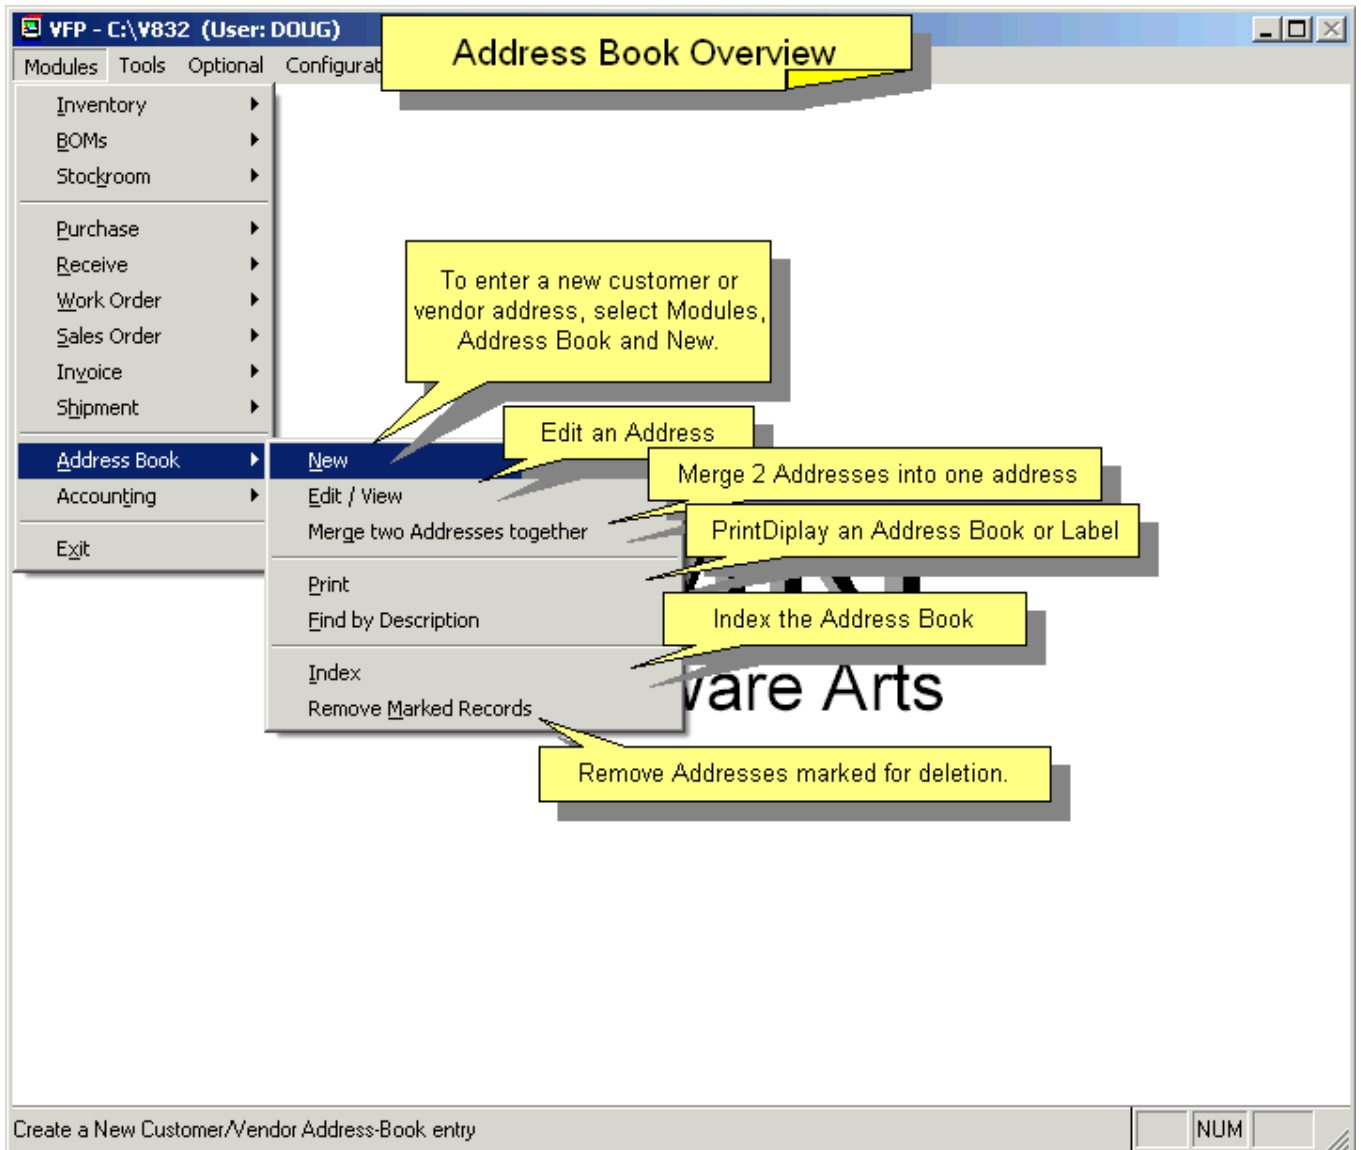 VFP - C:\V832 (User: DOUG)
Address Book Overview
Modules Tools Optional Configurat
Inventory
BOMs
Stockroom
Purchase
Receive
Work Order
Sales Order
Invoice
Shipment
Address Book
Accounting
Exit
To enter a new customer or
vendor address, select Modules,
Address Book and New.
New
Edit / View
Merge two Addresses together
Print
Find by Description
Index
Remove Marked Records
Edit an Address
Merge 2 Addresses into one address
PrintDiplay an Address Book or Label
Index the Address Book
ware Arts
Remove Addresses marked for deletion.
Create a New Customer/Vendor Address-Book entry
NUM